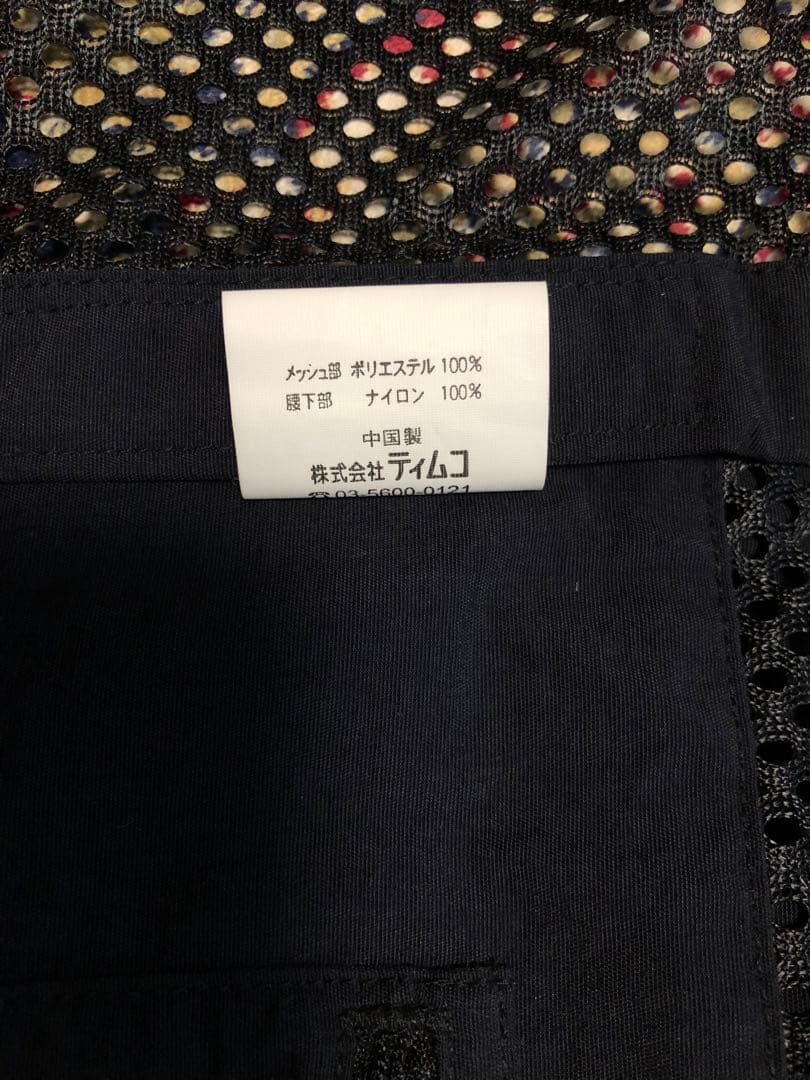 メッシュ部 ポリエステル 100%
腰下部 ナイロン 100%
中国製
株式会社 ティムコ
☎03-5600-0121